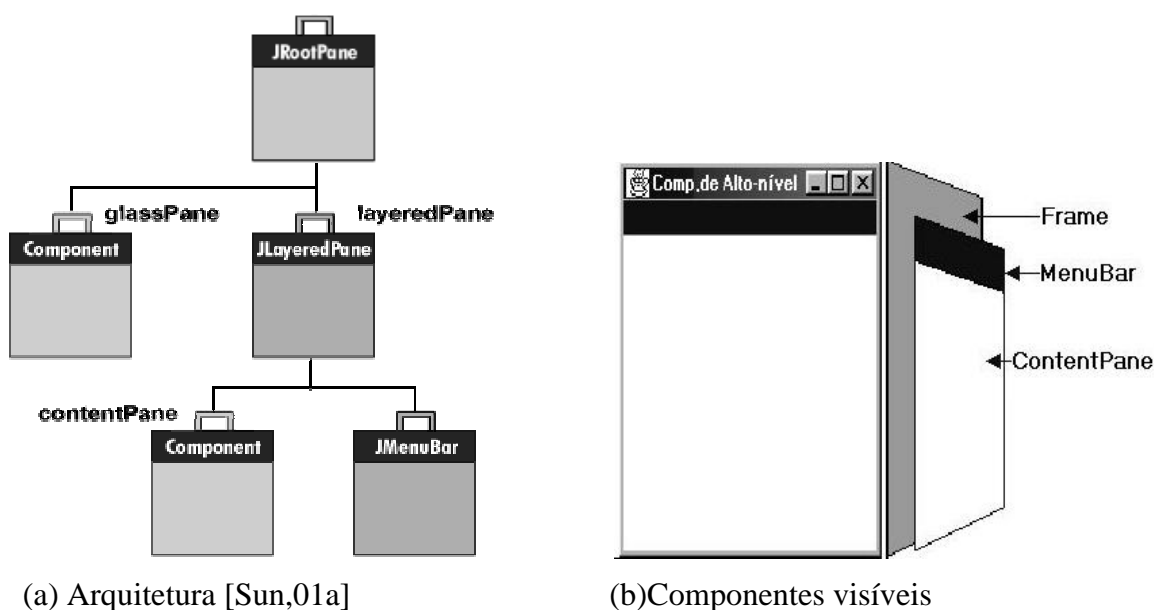 JRootPane
glassPane
layeredPane
Component
JLayeredPane
contentPane
Component
JMenuBar
(a) Arquitetura [Sun,01a]
Comp.de Alto-nível
Frame
MenuBar
ContentPane
(b)Componentes visíveis